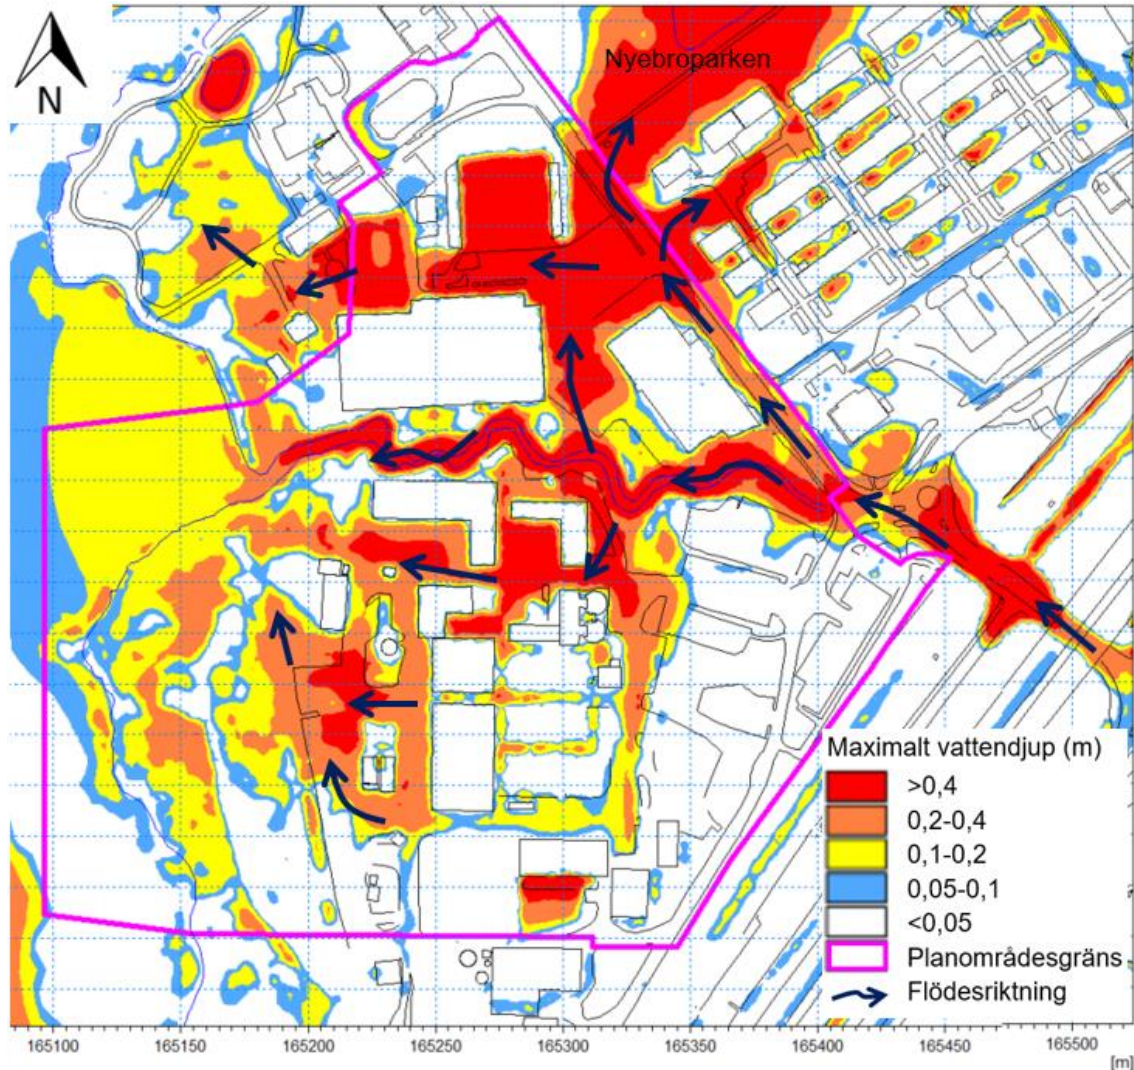 N
Nyebroparken
Maximalt vattendjup (m)
>0,4
0,2-0,4
0,1-0,2
0,05-0,1
<0,05
Planområdesgräns
Flödesriktning
165100 165150 165200 165250 165300 165350 165400 165450 165500
[m]